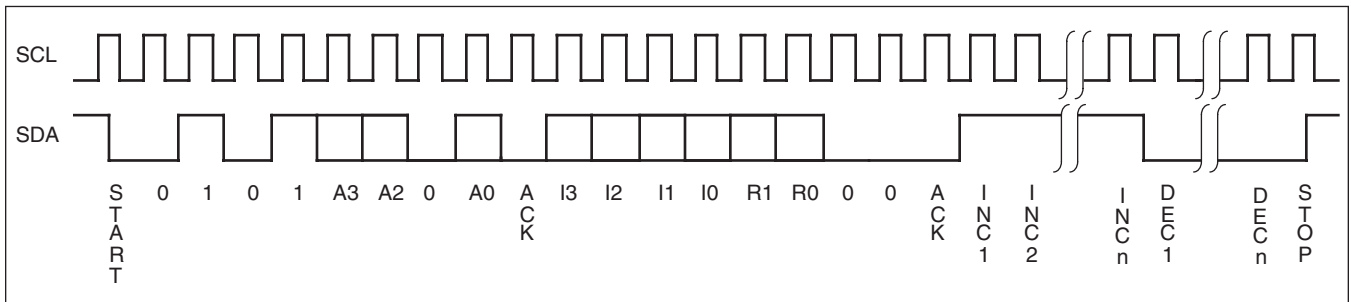 SCL
SDA
START 0 1 0 1 A3 A2 0 A0 ACK I3 I2 I1 I0 R1 R0 0 0 ACK INC1 INC2 INCn DEC1 DECn STOP